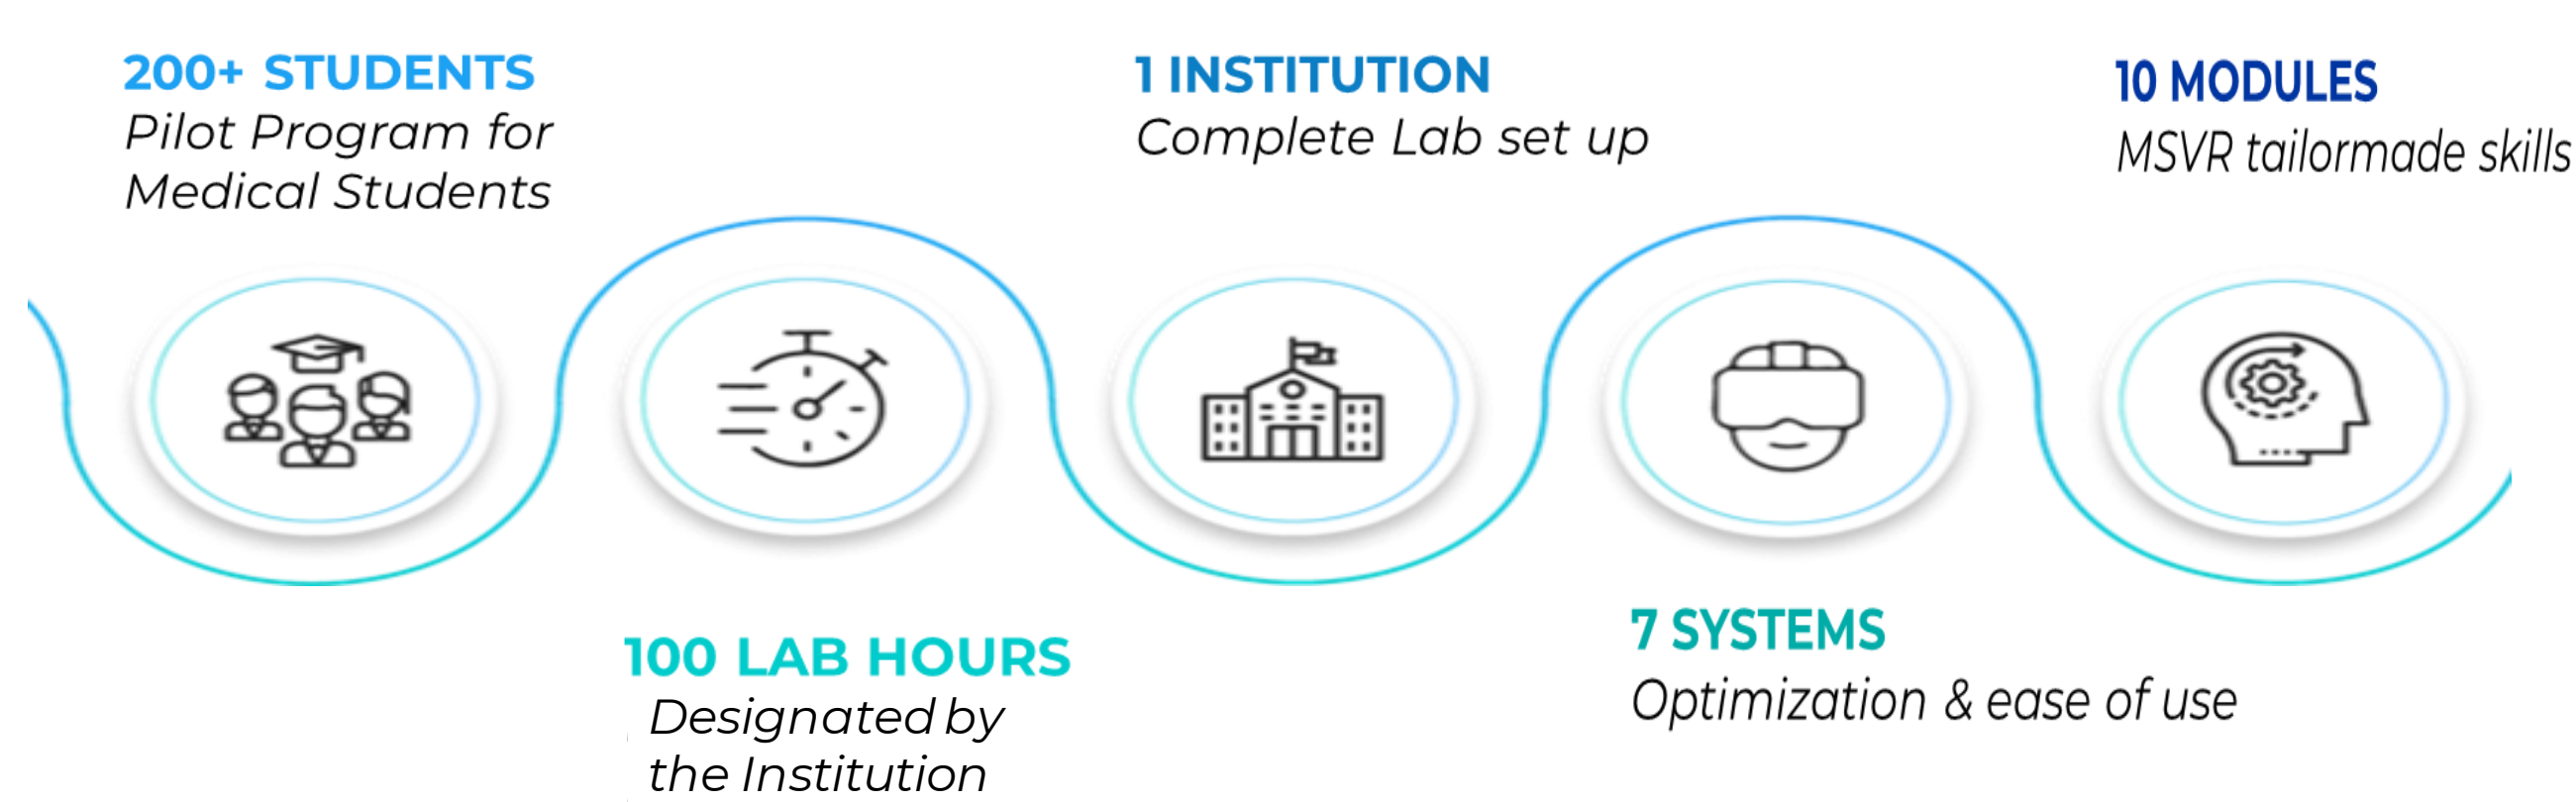 200+ STUDENTS
Pilot Program for
Medical Students
100 LAB HOURS
Designated by
the Institution
1 INSTITUTION
Complete Lab set up
7 SYSTEMS
Optimization & ease of use
10 MODULES
MSVR tailormade skills